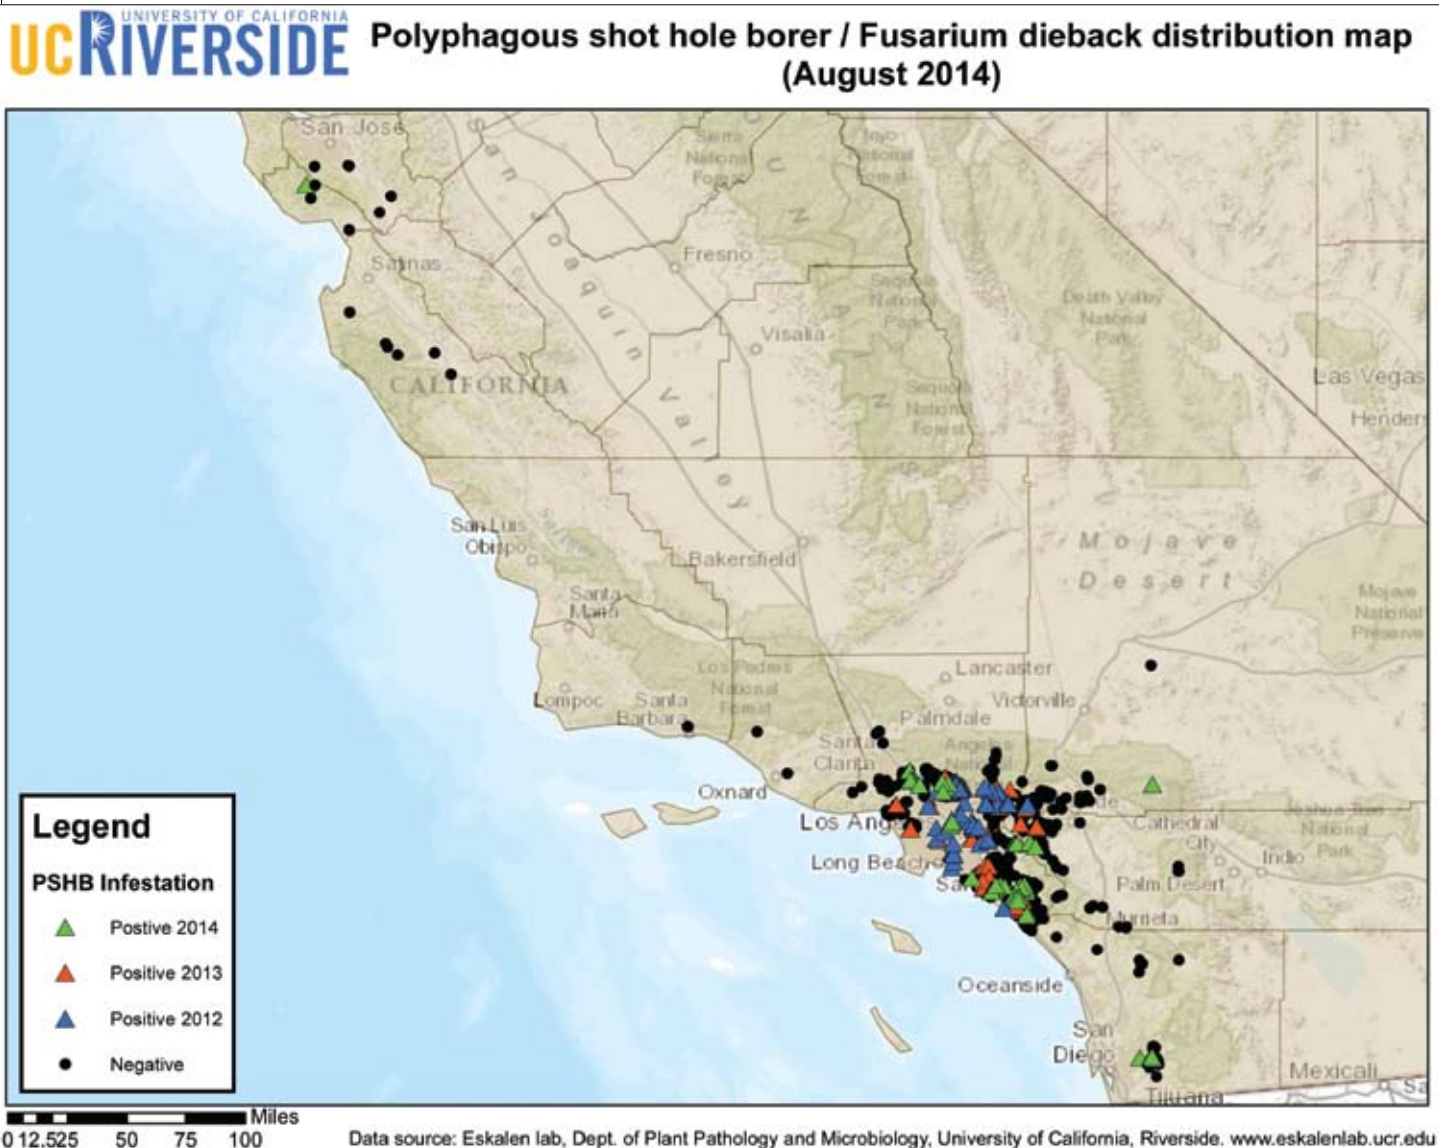 UNIVERSITY OF CALIFORNIA
UCRIVERSIDE
Polyphagous shot hole borer / Fusarium dieback distribution map
(August 2014)
San Jose
Sierra
National
Forest
Inyo
National
Forest
San Joaquin Valley
Salinas
Fresno
Sequoia
National
Park
Death Valley
National
Park
Visalia
Las Vegas
CALIFORNIA
Sequoia
National
Forest
Hender
San Luis
Obispo
Bakersfield
Mojave
Desert
Santa
Maria
Mojave
National
Preserve
Los Padres
National
Forest
Lancaster
Lompoc
Santa
Barbara
Victorville
Palmdale
Santa
Clarita
Angeles
National
Oxnard
Los Ang
Cathedral
City
Joshua Tree
National
Park
Long Beach
Indio
Sa
Palm Desert
Murrieta
Oceanside
San
Diego
Mexicali
Tijuana
Legend
PSHB Infestation
Postive 2014
Positive 2013
Positive 2012
Negative
Miles
0 12.525 50 75 100
Data source: Eskalen lab, Dept. of Plant Pathology and Microbiology, University of California, Riverside. www.eskalenlab.ucr.edu